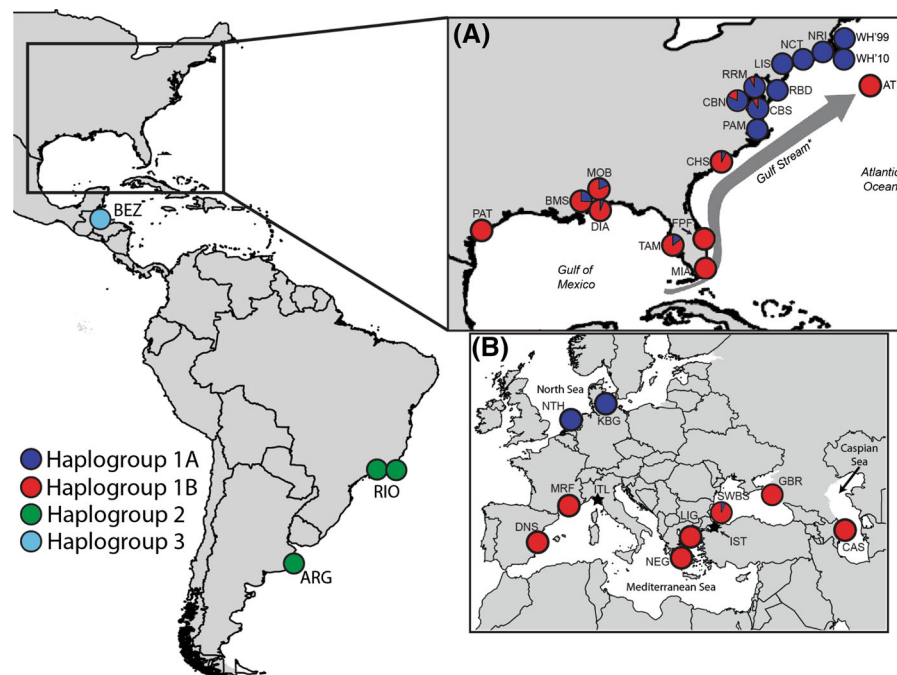 (A)
NRI
WH'99
NCT
WH'10
LIS
RRM
RBD
AT
CBN
CBS
PAM
CHS
Gulf Stream*
Atlantic
Ocean
MOB
BMS
PAT
DIA
FPF
TAM
MIA
Gulf of
Mexico
BEZ
(B)
North Sea
NTH
KBG
Caspian
Sea
MRF
ITL
GBR
SWBS
DNS
LIG
IST
CAS
NEG
Mediterranean Sea
Haplogroup 1A
Haplogroup 1B
Haplogroup 2
Haplogroup 3
RIO
ARG